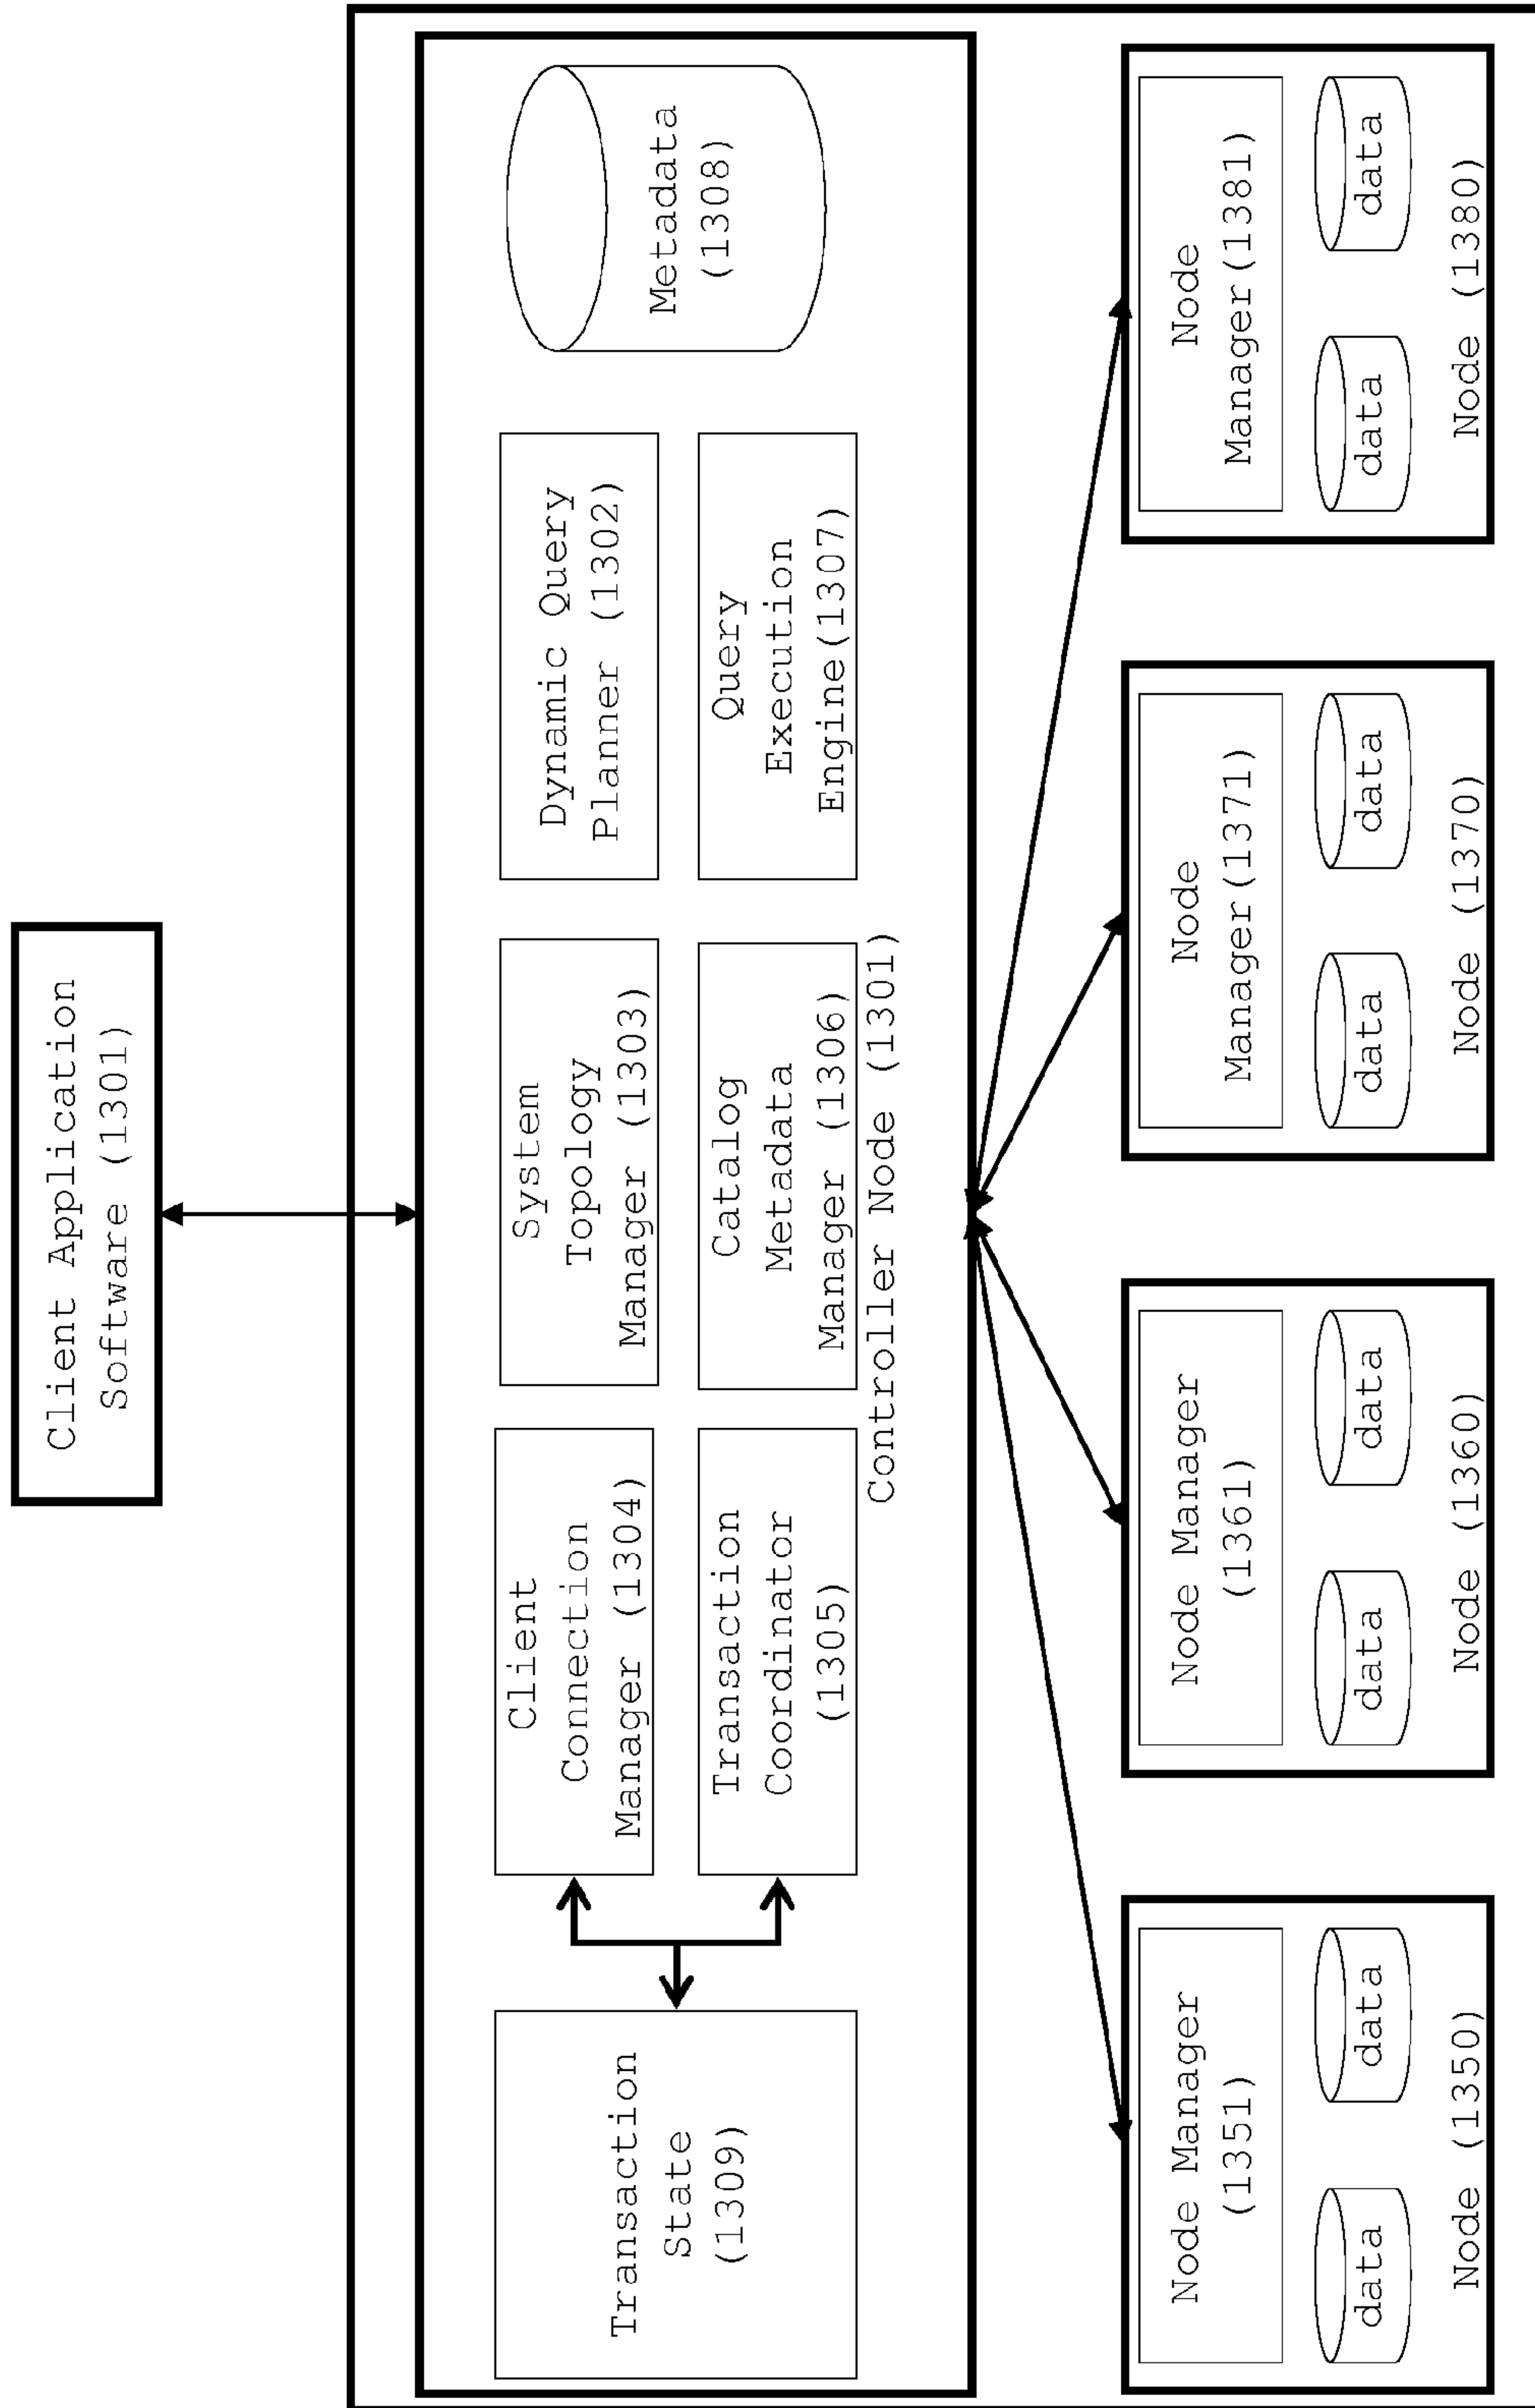 Client Application
Software (1301)
Transaction
State
(1309)
Client
Connection
Manager (1304)
Transaction
Coordinator
(1305)
System
Topology
Manager (1303)
Catalog
Metadata
Manager (1306)
Dynamic Query
Planner (1302)
Query
Execution
Engine(1307)
Metadata
(1308)
Controller Node (1301)
Node Manager
(1351)
data
data
Node (1350)
Node Manager
(1361)
data
data
Node (1360)
Node
Manager(1371)
data
data
Node (1370)
Node
Manager(1381)
data
data
Node (1380)